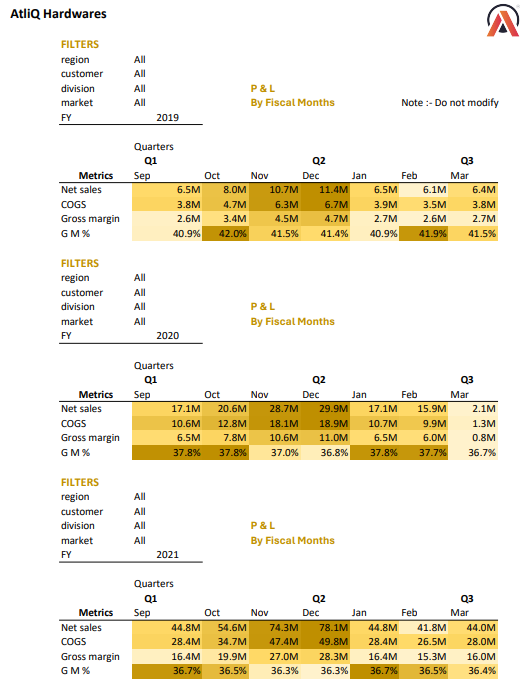 AtliQ Hardwares
FILTERS
region All
customer All
division All P & L
market All By Fiscal Months Note :- Do not modify
FY 2019
Quarters
Q1 Q2 Q3
Metrics Sep Oct Nov Dec Jan Feb Mar
Net sales 6.5M 8.0M 10.7M 11.4M 6.5M 6.1M 6.4M
COGS 3.8M 4.7M 6.3M 6.7M 3.9M 3.5M 3.8M
Gross margin 2.6M 3.4M 4.5M 4.7M 2.7M 2.6M 2.7M
G M % 40.9% 42.0% 41.5% 41.4% 40.9% 41.9% 41.5%
FILTERS
region All
customer All
division All P & L
market All By Fiscal Months
FY 2020
Quarters
Q1 Q2 Q3
Metrics Sep Oct Nov Dec Jan Feb Mar
Net sales 17.1M 20.6M 28.7M 29.9M 17.1M 15.9M 2.1M
COGS 10.6M 12.8M 18.1M 18.9M 10.7M 9.9M 1.3M
Gross margin 6.5M 7.8M 10.6M 11.0M 6.5M 6.0M 0.8M
G M % 37.8% 37.8% 37.0% 36.8% 37.8% 37.7% 36.7%
FILTERS
region All
customer All
division All P & L
market All By Fiscal Months
FY 2021
Quarters
Q1 Q2 Q3
Metrics Sep Oct Nov Dec Jan Feb Mar
Net sales 44.8M 54.6M 74.3M 78.1M 44.8M 41.8M 44.0M
COGS 28.4M 34.7M 47.4M 49.8M 28.4M 26.5M 28.0M
Gross margin 16.4M 19.9M 27.0M 28.3M 16.4M 15.3M 16.0M
G M % 36.7% 36.5% 36.3% 36.3% 36.7% 36.5% 36.4%